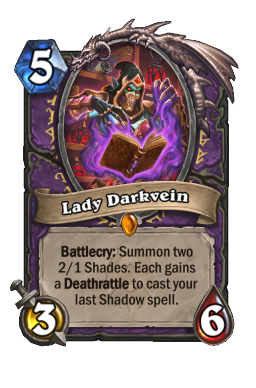 5
Lady Darkvein
Battlecry: Summon two
2/1 Shades. Each gains
a Deathrattle to cast your
last Shadow spell.
3
6